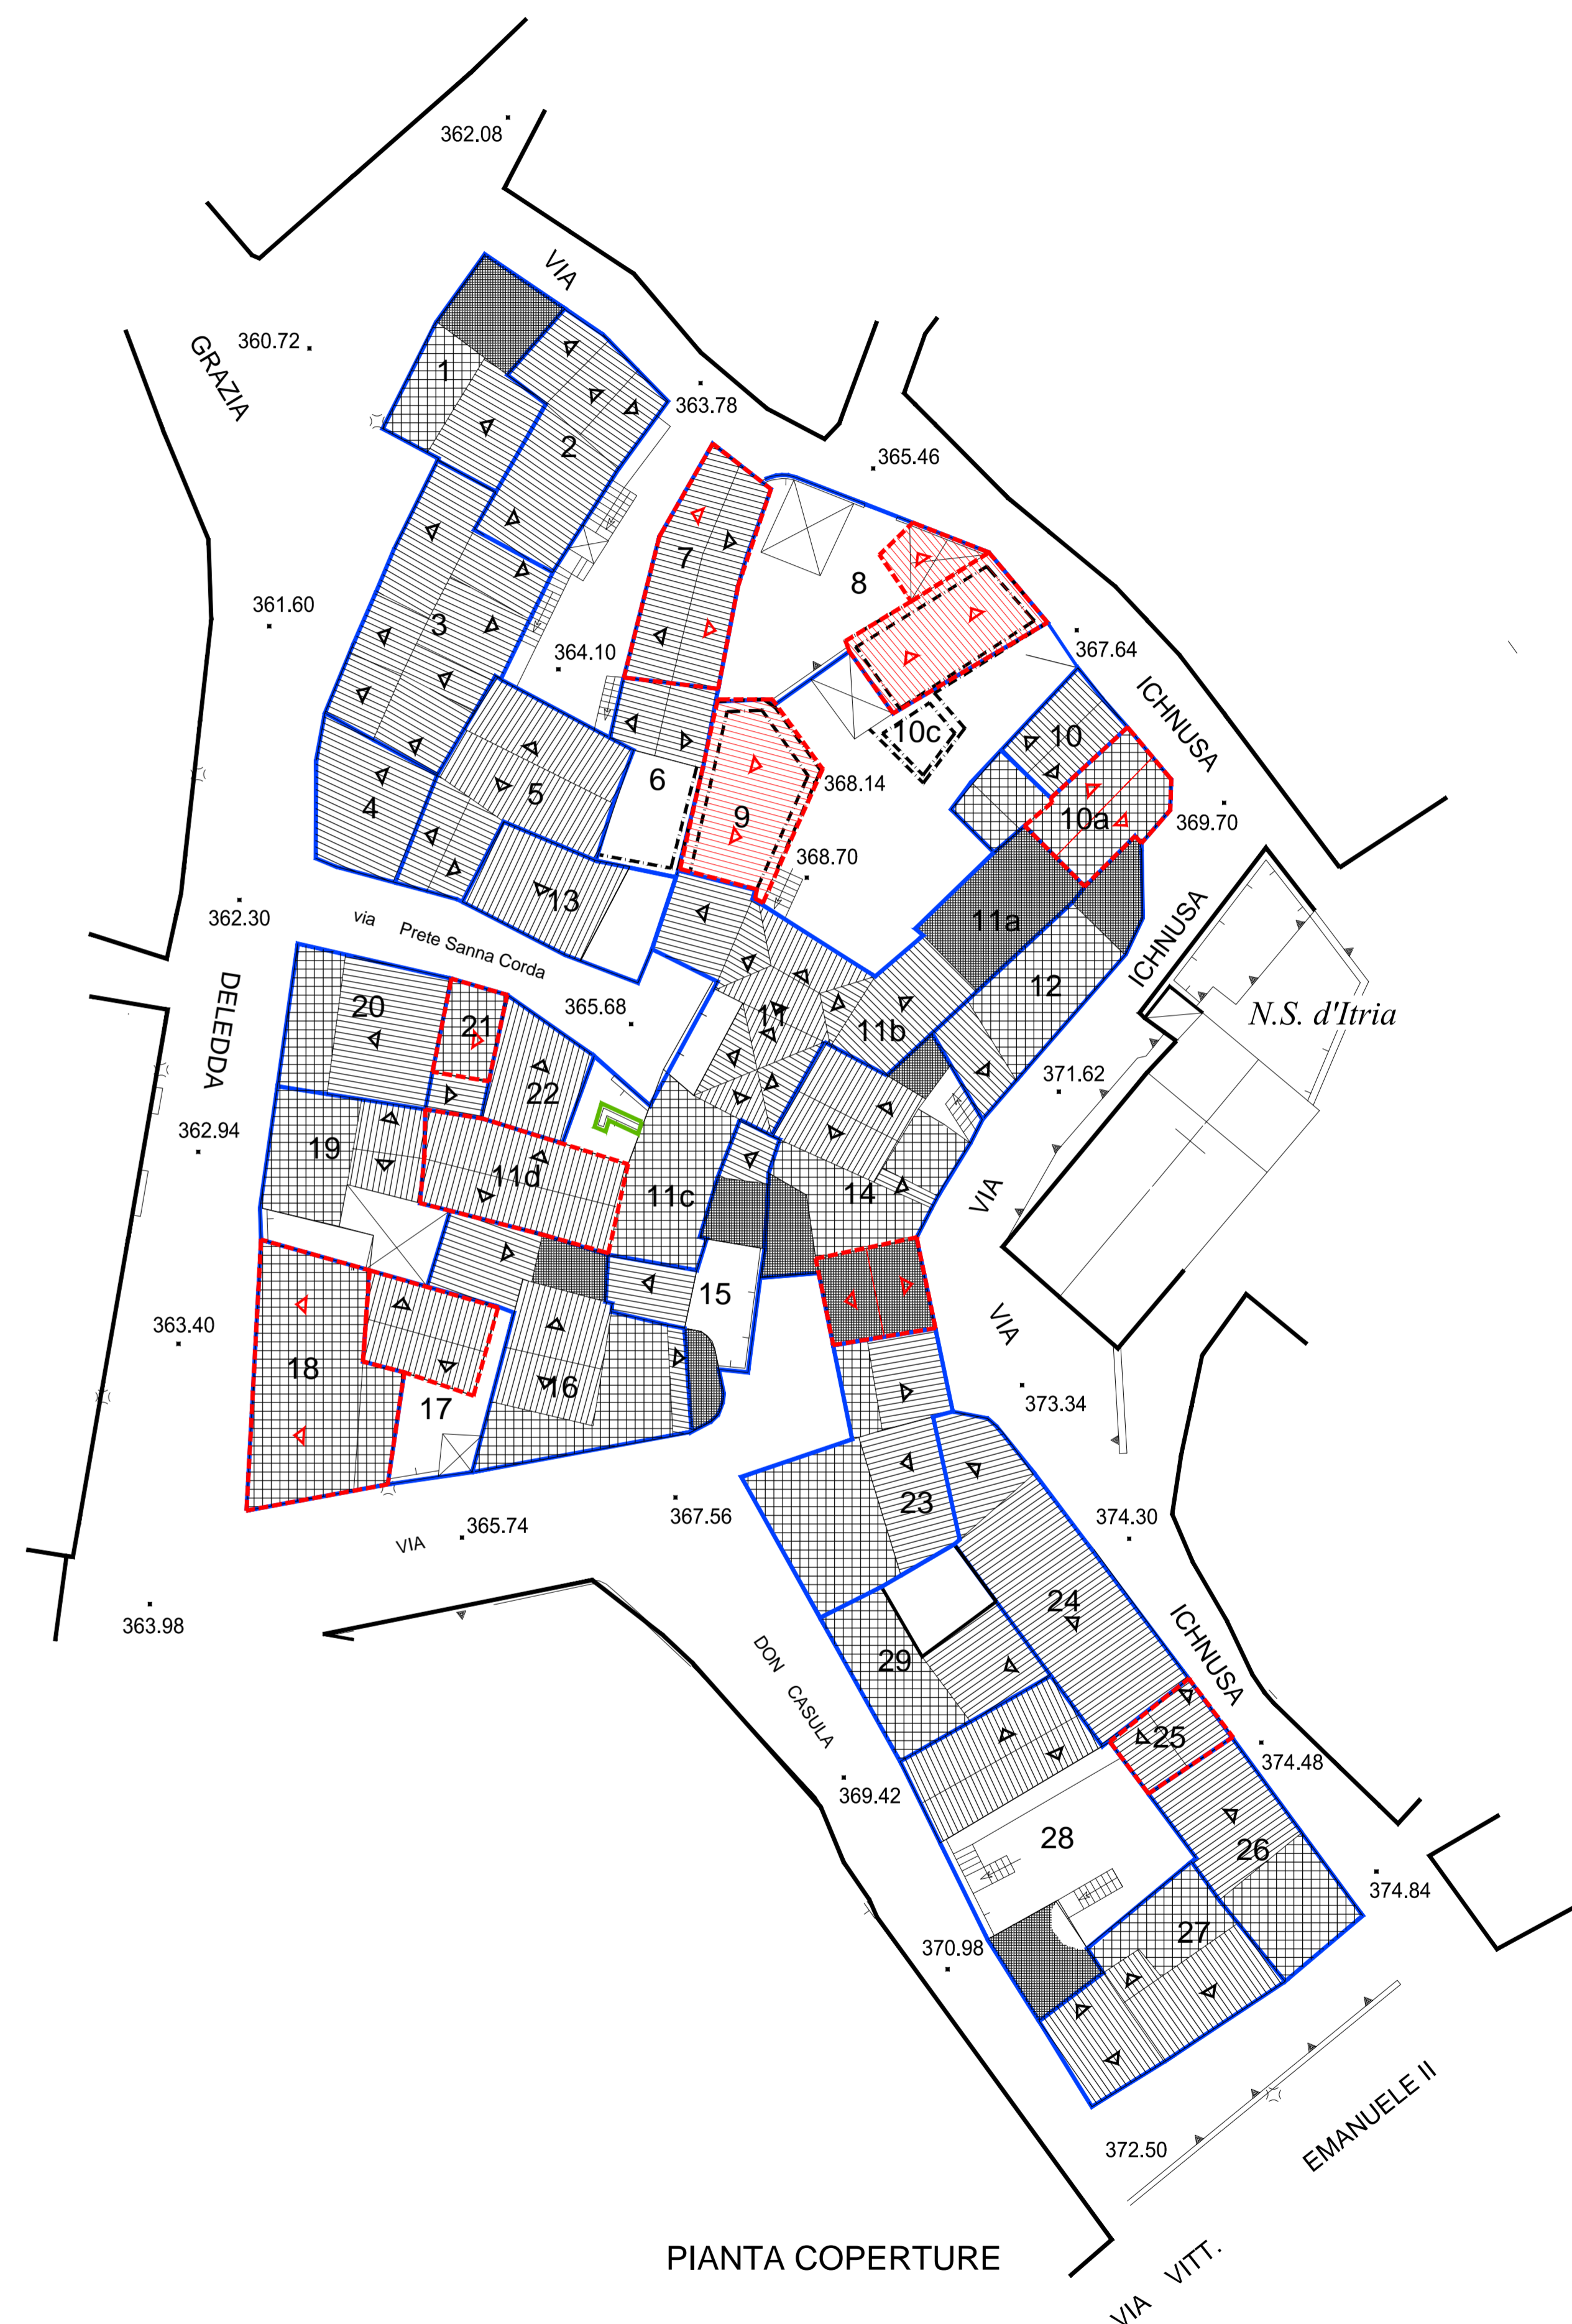 362.08
VIA
360.72
GRAZIA
1
363.78
2
365.46
7
8
361.60
3
364.10
367.64
ICHNUSA
10c
10
6
368.14
5
4
9
10a
369.70
368.70
13
362.30
via Prete Sanna Corda
11a
ICHNUSA
12
DELEDDA
20
365.68
21
11
N.S. d'Itria
11b
371.62
22
362.94
19
11d
11c
14
VIA
15
363.40
VIA
18
16
373.34
17
23
367.56
374.30
365.74
VIA
363.98
24
DON CASULA
29
ICHNUSA
25
374.48
369.42
28
26
374.84
27
370.98
372.50
EMANUELE II
PIANTA COPERTURE
VIA VITT.